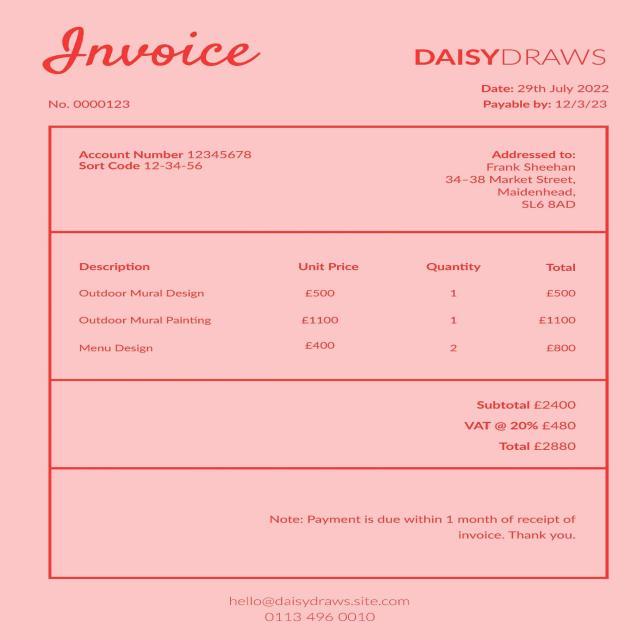 Invoice
DAISYDRAWS
Date: 29th July 2022
No. 0000123
Payable by: 12/3/23
Account Number 12345678
Sort Code 12-34-56
Addressed to:
Frank Sheehan
34–38 Market Street,
Maidenhead,
SL6 8AD
Description Unit Price Quantity Total
Outdoor Mural Design £500 1 £500
Outdoor Mural Painting £1100 1 £1100
Menu Design £400 2 £800
Subtotal £2400
VAT @ 20% £480
Total £2880
Note: Payment is due within 1 month of receipt of
invoice. Thank you.
hello@daisydraws.site.com
0113 496 0010